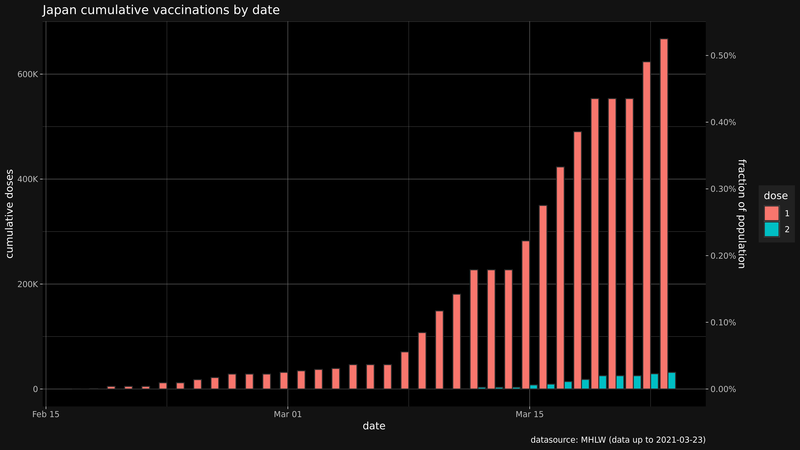 Japan cumulative vaccinations by date
cumulative doses
600K
400K
200K
0
0.50%
0.40%
0.30%
0.20%
0.10%
0.00%
fraction of population
dose
1
2
Feb 15
Mar 01
Mar 15
date
datasource: MHLW (data up to 2021-03-23)